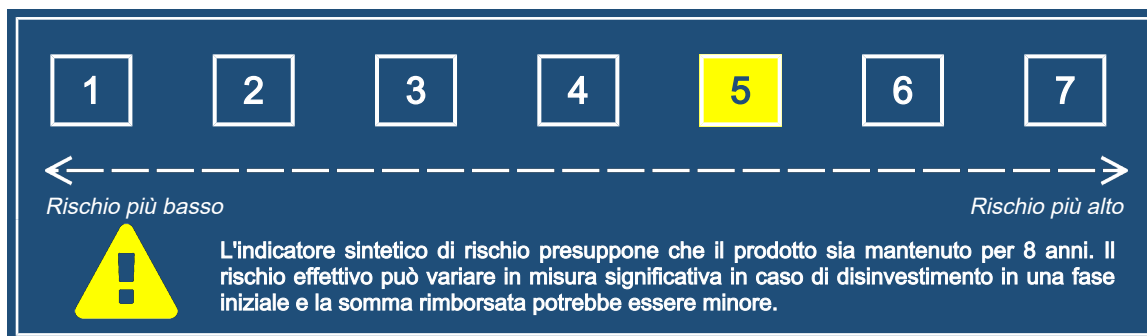 1 2 3 4 5 6 7
Rischio più basso Rischio più alto
L'indicatore sintetico di rischio presuppone che il prodotto sia mantenuto per 8 anni. Il
rischio effettivo può variare in misura significativa in caso di disinvestimento in una fase
iniziale e la somma rimborsata potrebbe essere minore.